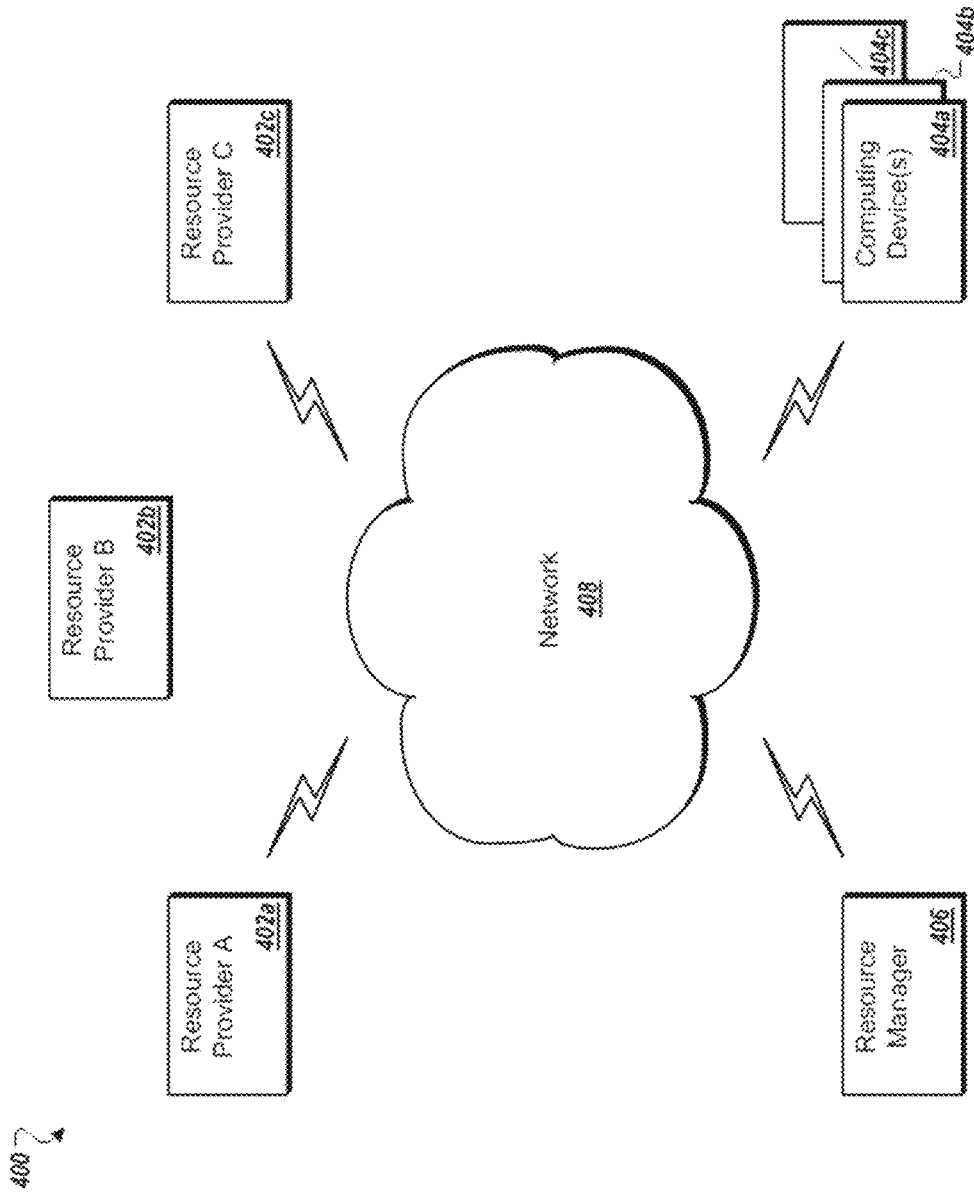 400
Resource
Provider A
402a
Resource
Provider B
402b
Resource
Provider C
402c
Network
408
Resource
Manager
406
Computing
Device(s)
404a
404b
404c